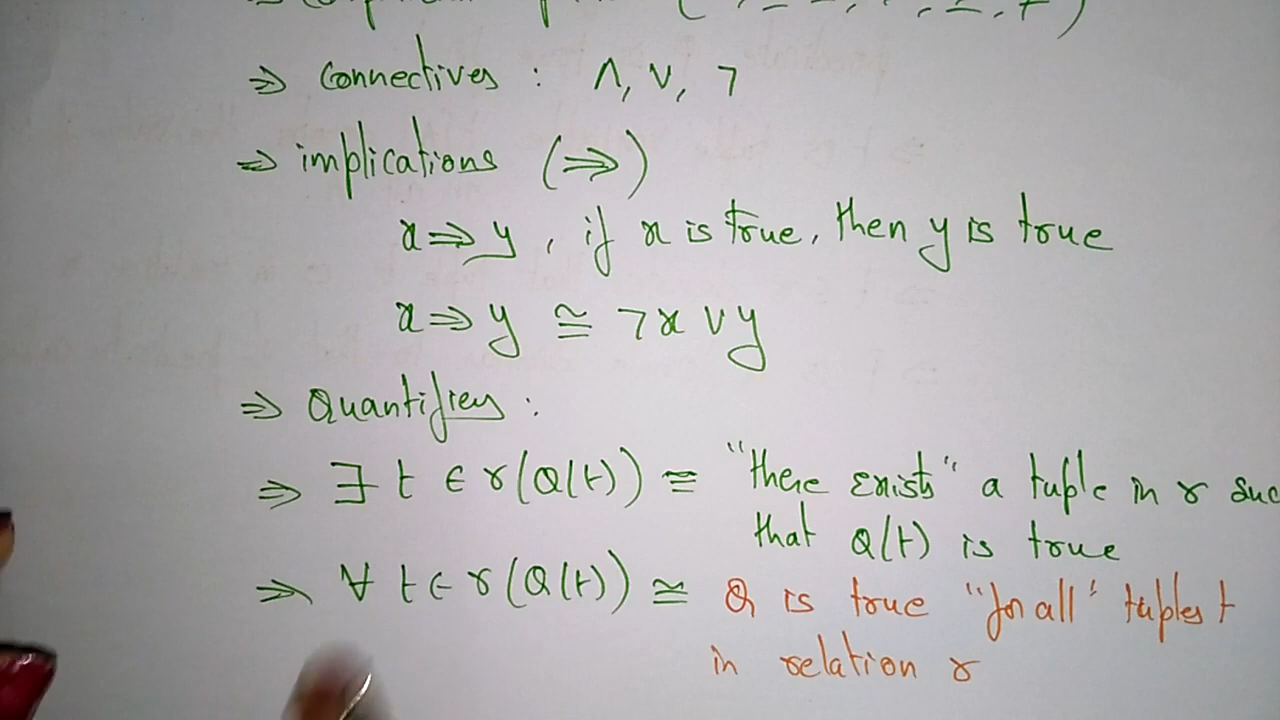 ⇒ Connectives : ∧, ∨, ¬
⇒ implications (⇒)
x ⇒ y , if x is true, then y is true
x ⇒ y ≅ ¬x ∨ y
⇒ Quantifiers :
⇒ ∃ t ∈ r(Q(t)) ≅ "there exists" a tuple in r suc
that Q(t) is true
⇒ ∀ t ∈ r(Q(t)) ≅ Q is true "for all" tuples t
in relation r